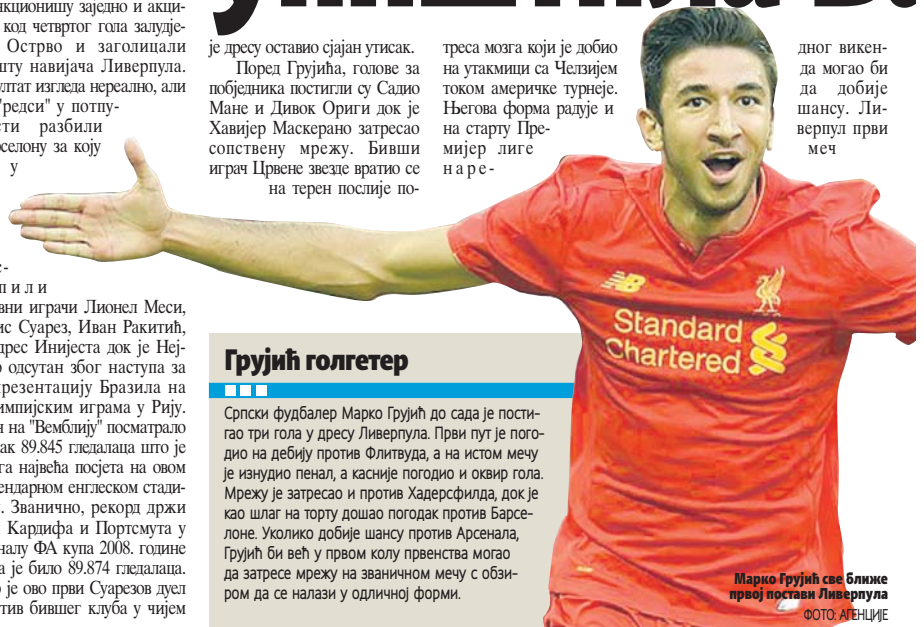 нкционишу заједно и акци-
код четвртог гола залудје-
Острво и заголицали
шту навијача Ливерпула.
ултат изгледа нереално, али
"редси" у потпу-
сти разбили
селону за коју
у
с-
пили
вни играчи Лионел Меси,
ис Суарез, Иван Ракитић,
дрес Инијеста док је Неј-
о одсутан због наступа за
презентацију Бразила на
импијским играма у Рију.
н на "Вемблију" посматрало
ак 89.845 гледалаца што је
га највећа посјета на овом
ендарном енглеском стади-
у. Званично, рекорд држи
Кардифа и Портсмута у
налу ФА купа 2008. године
а је било 89.874 гледалаца.
о је ово први Суарезов дуел
тив бившег клуба у чијем
је дресу оставио сјајан утисак.
Поред Грујића, голове за
побједника постигли су Садио
Мане и Дивок Ориги док је
Хавијер Маскерано затресао
сопствену мрежу. Бивши
играч Црвене звезде вратио се
на терен послије по-
треса мозга који је добио
на утакмици са Челзијем
током америчке турнеје.
Његова форма радује и
на старту Пре-
мијер лиге
наре-
дног викен-
да могао би
да добије
шансу. Ли-
верпул први
меч
Грујић голгетер
Српски фудбалер Марко Грујић до сада је пости-
гао три гола у дресу Ливерпула. Први пут је пого-
дио на дебију против Флитвуда, а на истом мечу
је изнудио пенал, а касније погодио и оквир гола.
Мрежу је затресао и против Хадерсфилда, док је
као шлаг на торту дошао погодак против Барсе-
лоне. Уколико добије шансу против Арсенала,
Грујић би већ у првом колу првенства могао
да затресе мрежу на званичном мечу с обзи-
ром да се налази у одличној форми.
NB
Standard
Chartered
L.F.C.
Марко Грујић све ближе
првој постави Ливерпула
ФОТО: АГЕНЦИЈЕ